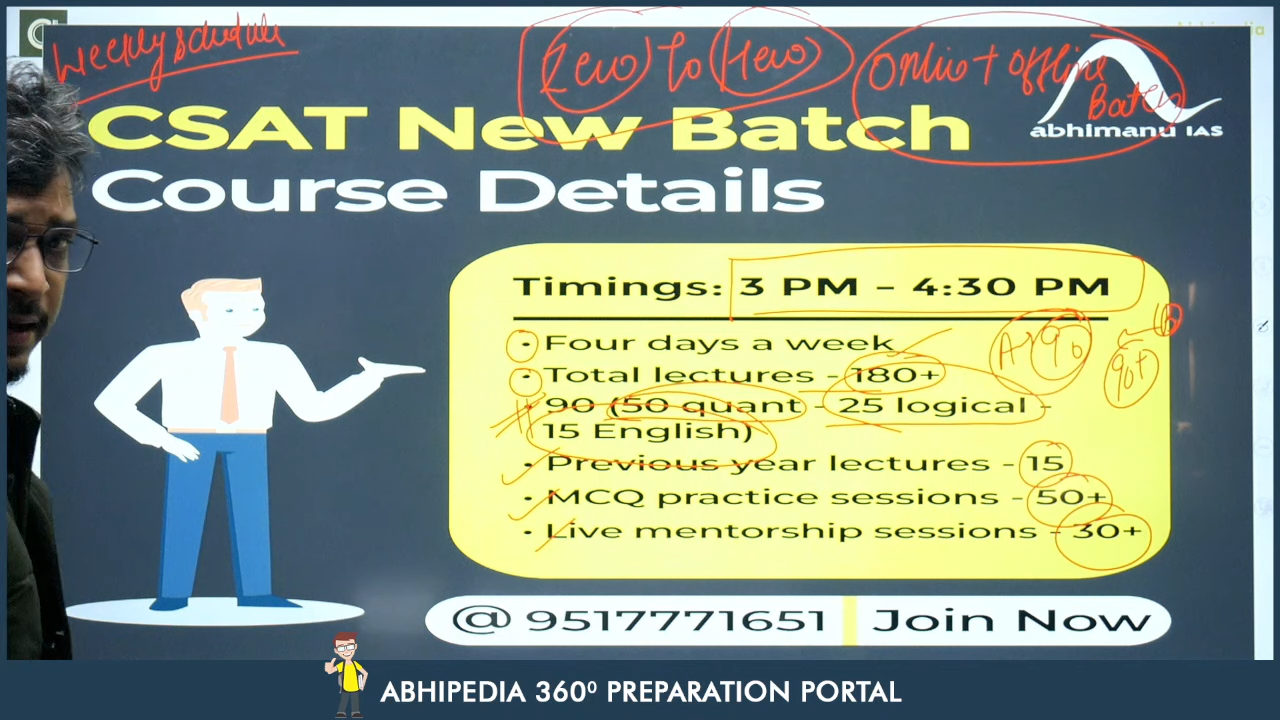 Weekly schedule
Zero to Hero
Online + offline
Batch
CSAT New Batch
Course Details
abhimanu IAS
Timings: 3 PM – 4:30 PM
• Four days a week
• Total lectures - 180+
• 90 (50 quant - 25 logical -
15 English)
• Previous year lectures - 15
• MCQ practice sessions - 50+
• Live mentorship sessions - 30+
90
90+
@ 9517771651 Join Now
ABHIPEDIA 360⁰ PREPARATION PORTAL